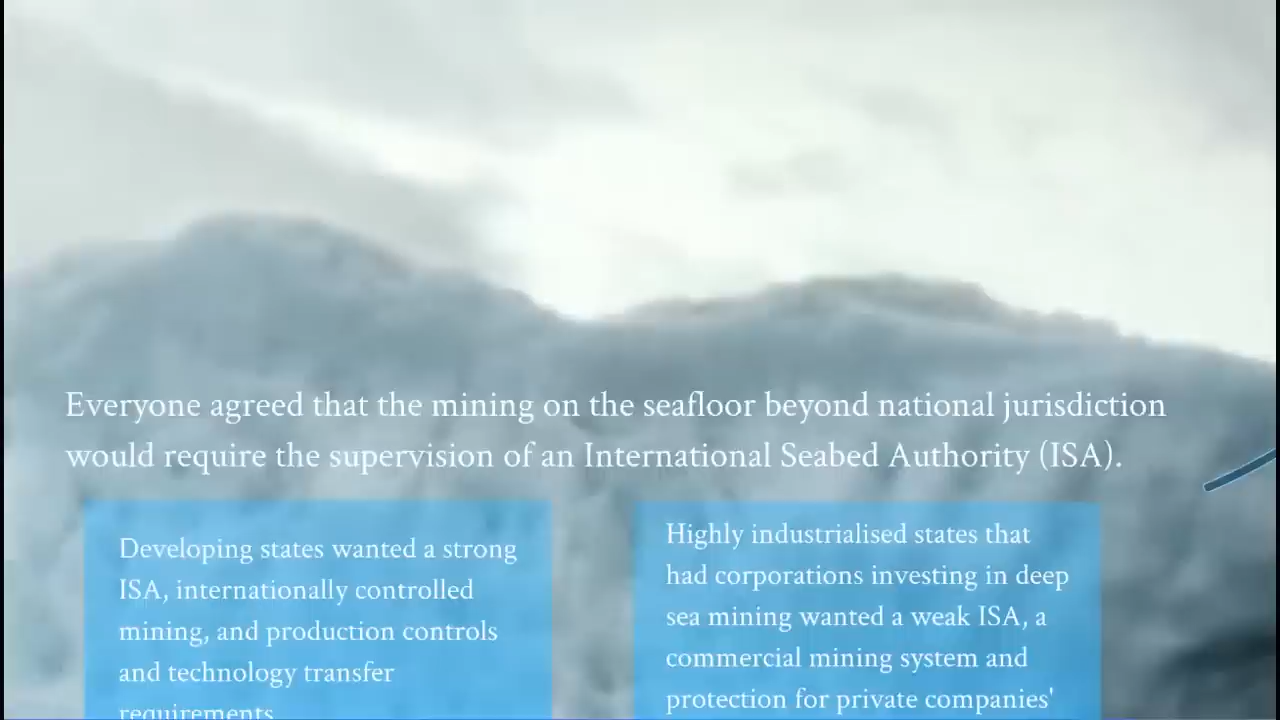 Everyone agreed that the mining on the seafloor beyond national jurisdiction
would require the supervision of an International Seabed Authority (ISA).
Developing states wanted a strong
ISA, internationally controlled
mining, and production controls
and technology transfer
requirements
Highly industrialised states that
had corporations investing in deep
sea mining wanted a weak ISA, a
commercial mining system and
protection for private companies'